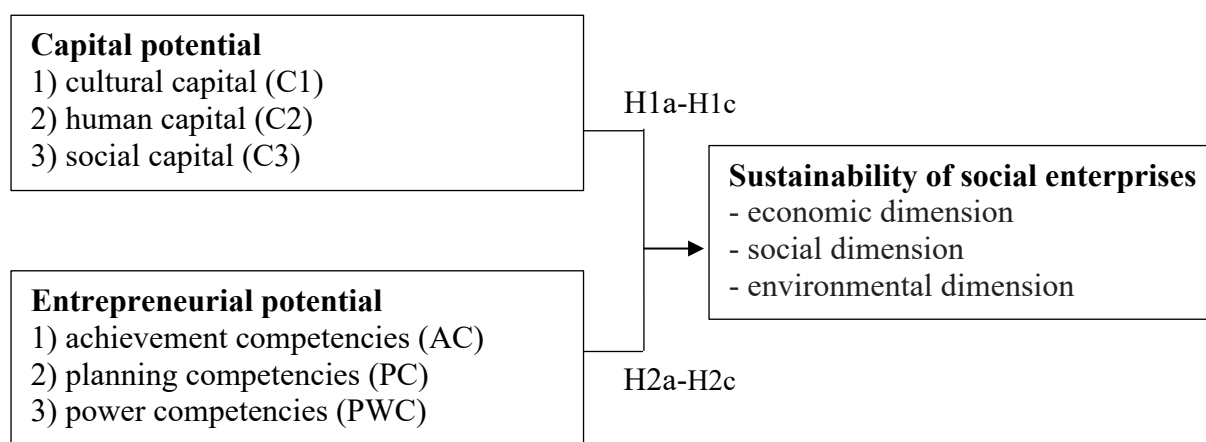 Capital potential
1) cultural capital (C1)
2) human capital (C2)
3) social capital (C3)
H1a-H1c
Sustainability of social enterprises
- economic dimension
- social dimension
- environmental dimension
Entrepreneurial potential
1) achievement competencies (AC)
2) planning competencies (PC)
3) power competencies (PWC)
H2a-H2c